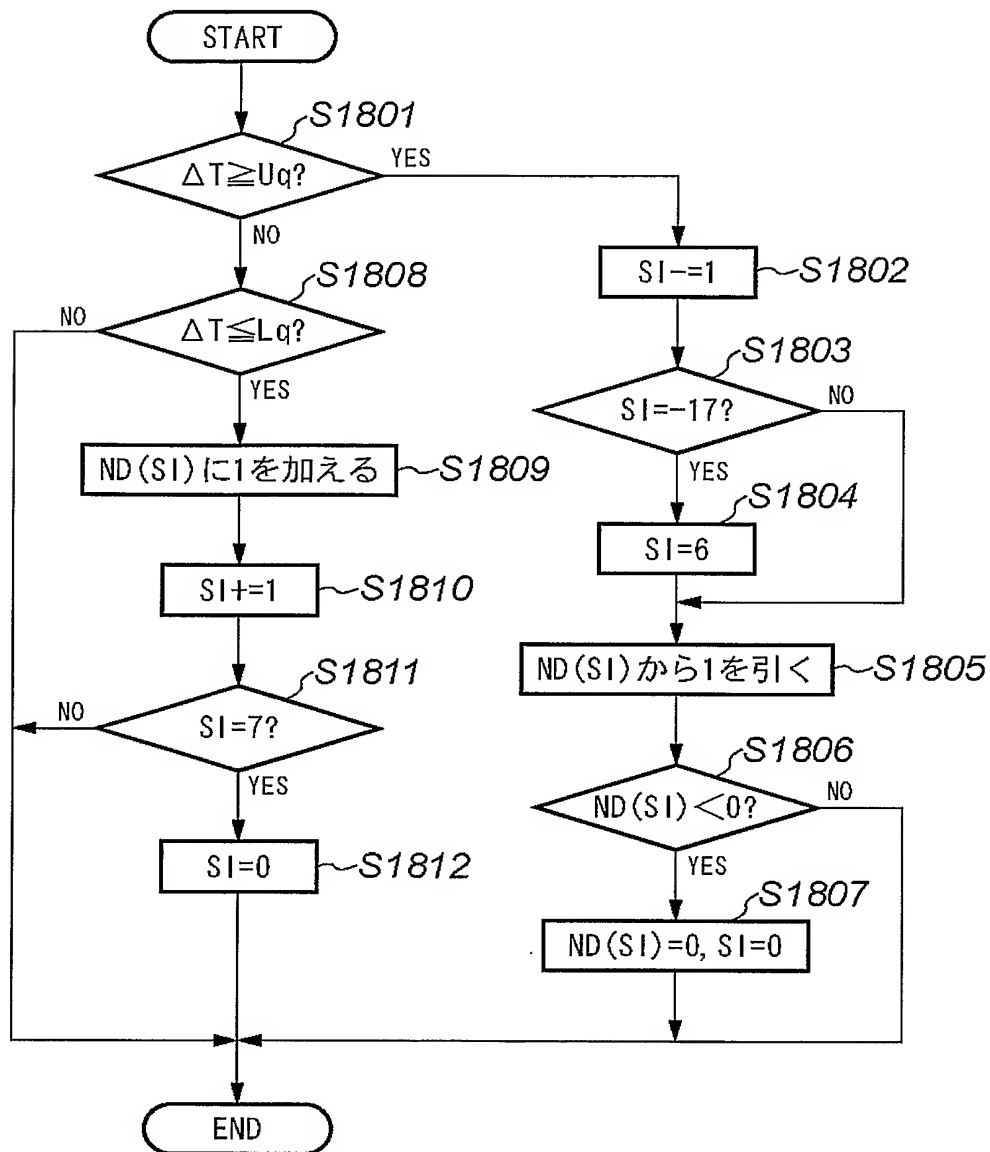 START
S1801
ΔT≧Uq?
YES
NO
S1802
SI-=1
S1808
ΔT≦Lq?
NO
YES
S1803
SI=-17?
NO
YES
S1809
ND(SI)に1を加える
S1804
SI=6
S1810
SI+=1
S1805
ND(SI)から1を引く
S1811
SI=7?
NO
YES
S1806
ND(SI)<0?
NO
YES
S1812
SI=0
S1807
ND(SI)=0, SI=0
END